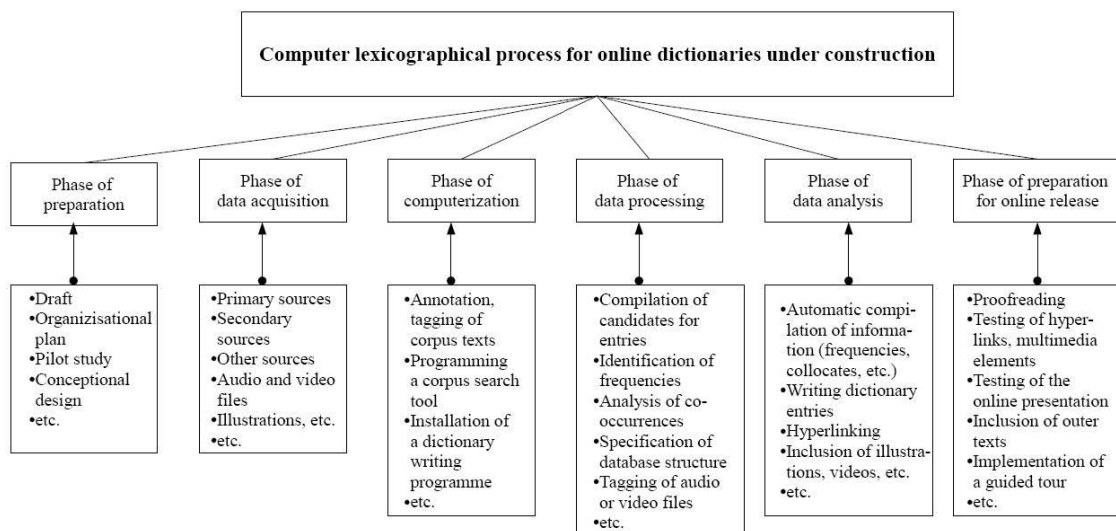 Computer lexicographical process for online dictionaries under construction
Phase of
preparation
Phase of
data acquisition
Phase of
computerization
Phase of
data processing
Phase of
data analysis
Phase of preparation
for online release
•Draft
•Organizisational
plan
•Pilot study
•Conceptional
design
•etc.
•Primary sources
•Secondary
sources
•Other sources
•Audio and video
files
•Illustrations, etc.
•etc.
•Annotation,
tagging of
corpus texts
•Programming
a corpus search
tool
•Installation of
a dictionary
writing
programme
•etc.
•Compilation of
candidates for
entries
•Identification of
frequencies
•Analysis of co-
occurrences
•Specification of
database structure
•Tagging of audio
or video files
•etc.
•Automatic compi-
lation of informa-
tion (frequencies,
collocates, etc.)
•Writing dictionary
entries
•Hyperlinking
•Inclusion of illustra-
tions, videos, etc.
•etc.
•Proofreading
•Testing of hyper-
links, multimedia
elements
•Testing of the
online presentation
•Inclusion of outer
texts
•Implementation of
a guided tour
•etc.